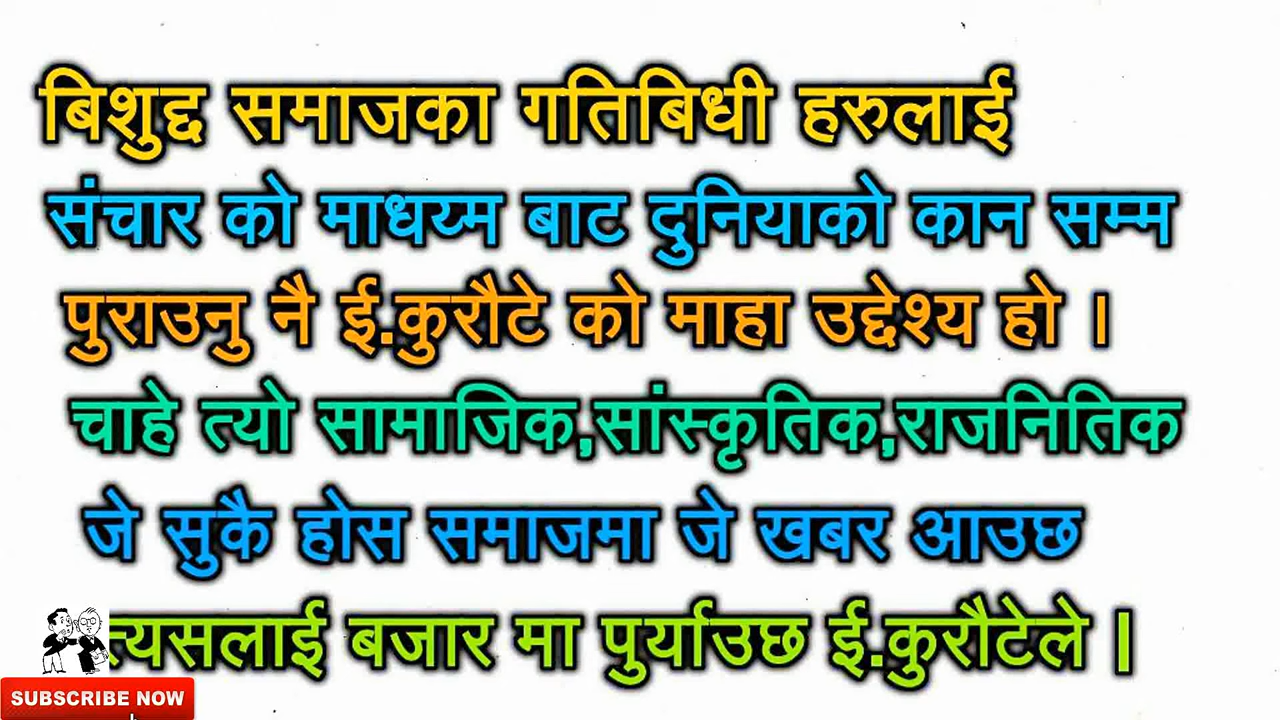 बिशुद्द समाजका गतिबिधी हरुलाई
संचार को माधय्म बाट दुनियाको कान सम्म
पुराउनु नै ई.कुरौटे को माहा उद्देश्य हो ।
चाहे त्यो सामाजिक,सांस्कृतिक,राजनितिक
जे सुकै होस समाजमा जे खबर आउछ
त्यसलाई बजार मा पुर्याउछ ई.कुरौटेले |
SUBSCRIBE NOW